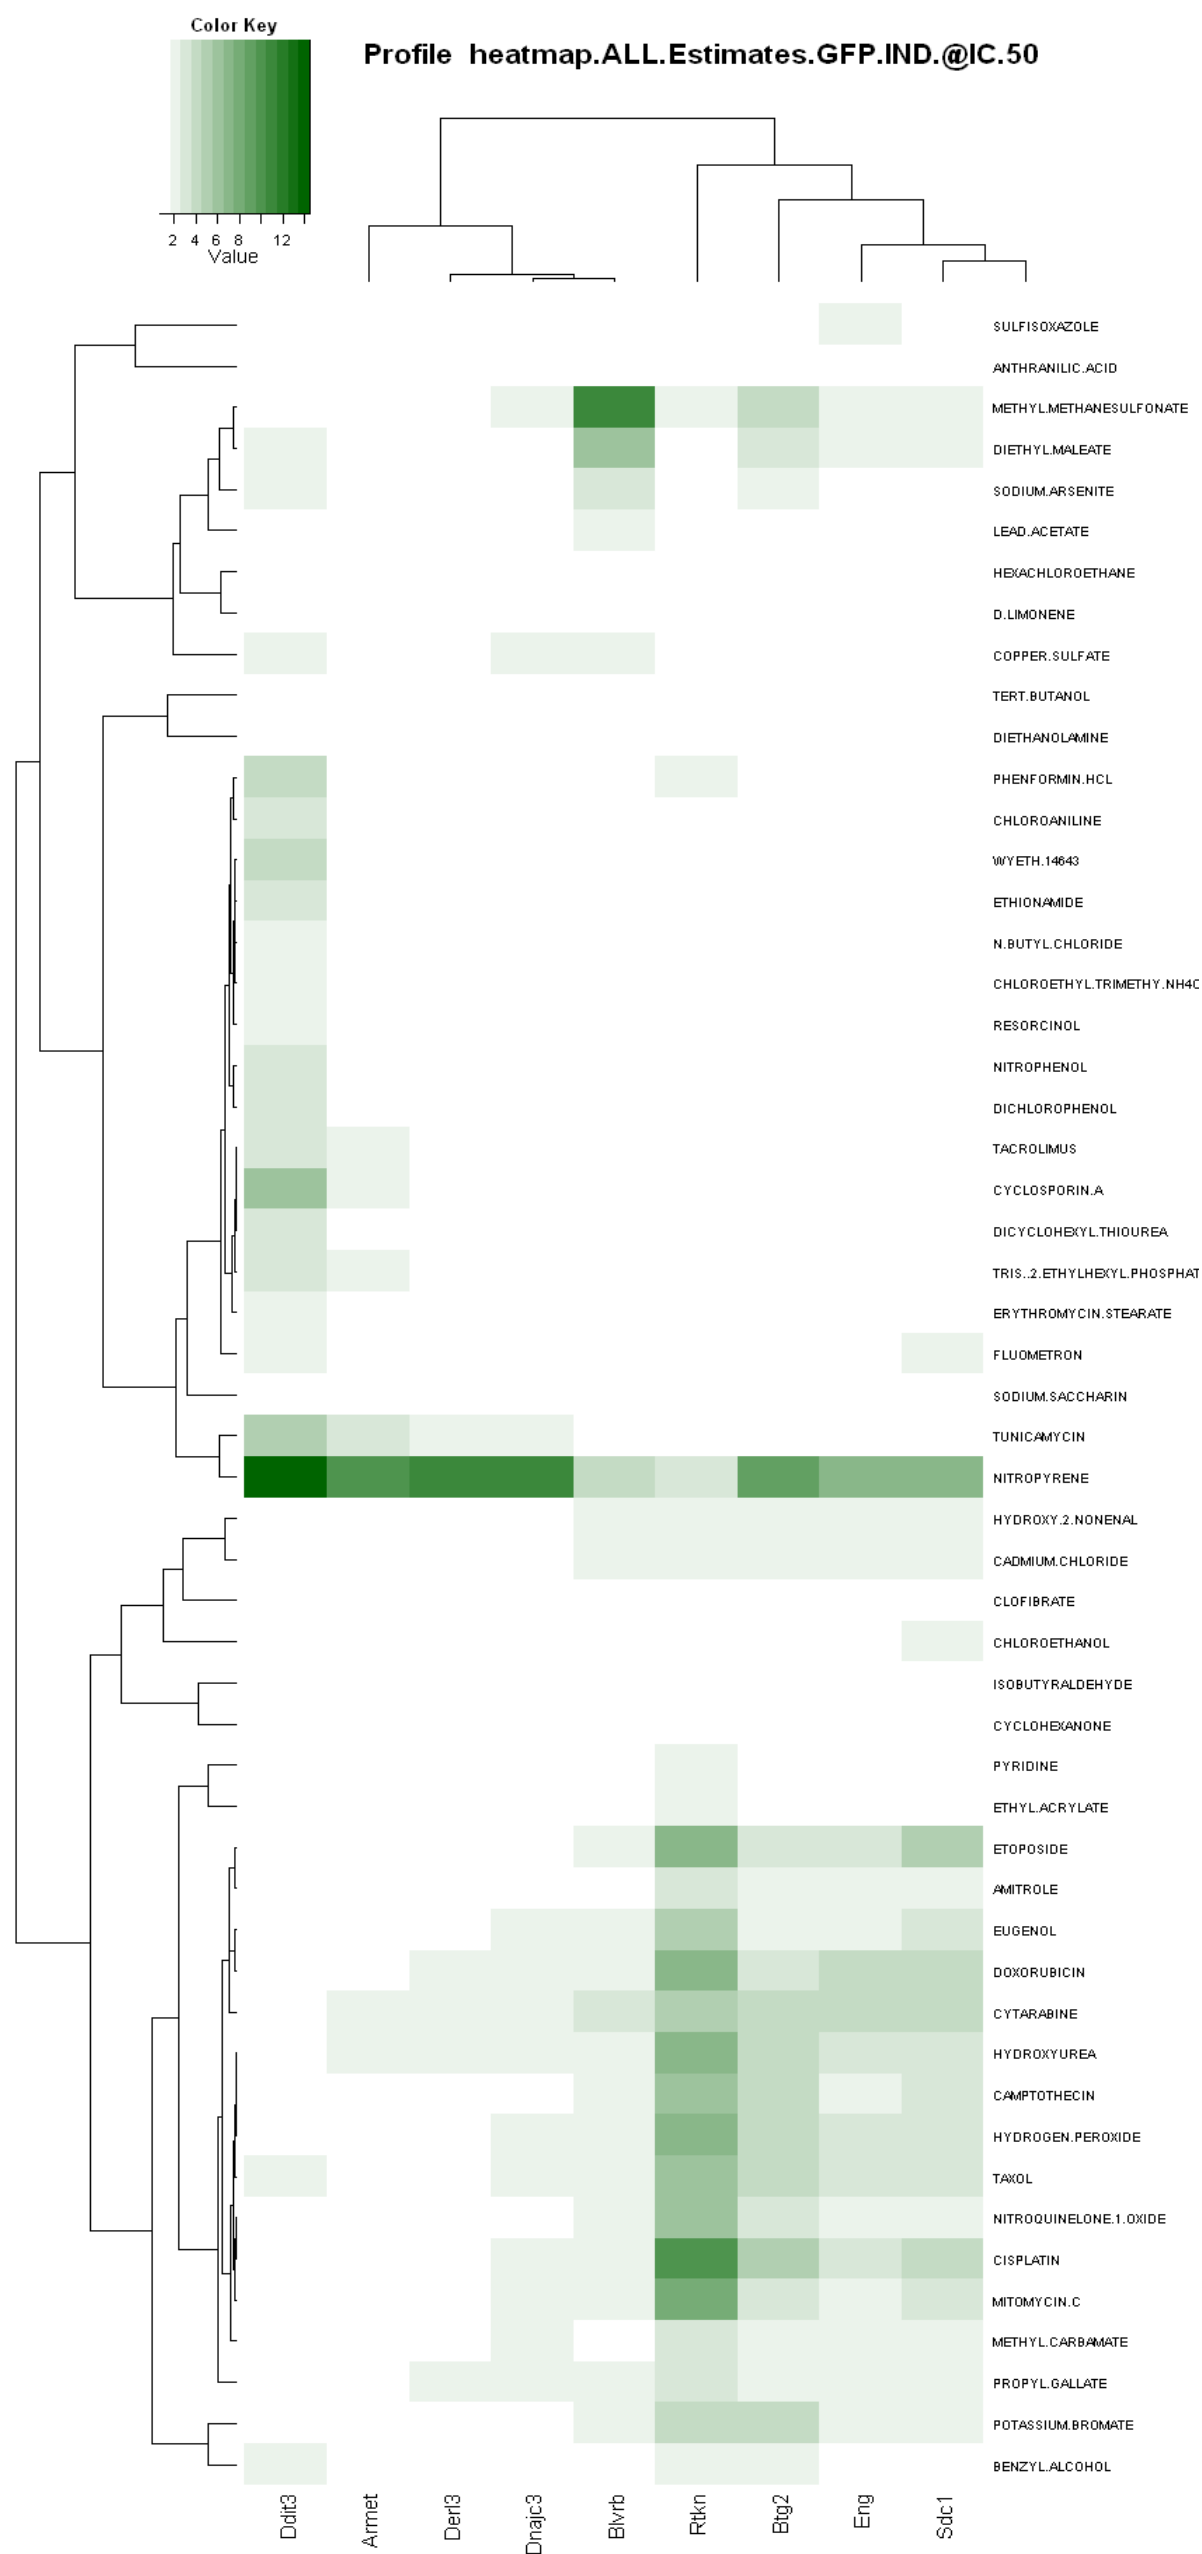 Color Key
Profile heatmap.ALL.Estimates.GFP.IND.@IC.50
2 4 6 8 12
Value
SULFISOXAZOLE
ANTHRANILIC.ACID
METHYL.METHANESULFONATE
DIETHYL.MALEATE
SODIUM.ARSENITE
LEAD.ACETATE
HEXACHLOROETHANE
D.LIMONENE
COPPER.SULFATE
TERT.BUTANOL
DIETHANOLAMINE
PHENFORMIN.HCL
CHLOROANILINE
WYETH.14643
ETHIONAMIDE
N.BUTYL.CHLORIDE
CHLOROETHYL.TRIMETHY.NH4C
RESORCINOL
NITROPHENOL
DICHLOROPHENOL
TACROLIMUS
CYCLOSPORIN.A
DICYCLOHEXYL.THIOUREA
TRIS..2.ETHYLHEXYL.PHOSPHAT
ERYTHROMYCIN.STEARATE
FLUOMETRON
SODIUM.SACCHARIN
TUNICAMYCIN
NITROPYRENE
HYDROXY.2.NONENAL
CADMIUM.CHLORIDE
CLOFIBRATE
CHLOROETHANOL
ISOBUTYRALDEHYDE
CYCLOHEXANONE
PYRIDINE
ETHYL.ACRYLATE
ETOPOSIDE
AMITROLE
EUGENOL
DOXORUBICIN
CYTARABINE
HYDROXYUREA
CAMPTOTHECIN
HYDROGEN.PEROXIDE
TAXOL
NITROQUINELONE.1.OXIDE
CISPLATIN
MITOMYCIN.C
METHYL.CARBAMATE
PROPYL.GALLATE
POTASSIUM.BROMATE
BENZYL.ALCOHOL
Ddit3
Armet
Derl3
Dnajc3
Blvrb
Rtkn
Btg2
Eng
Sdc1